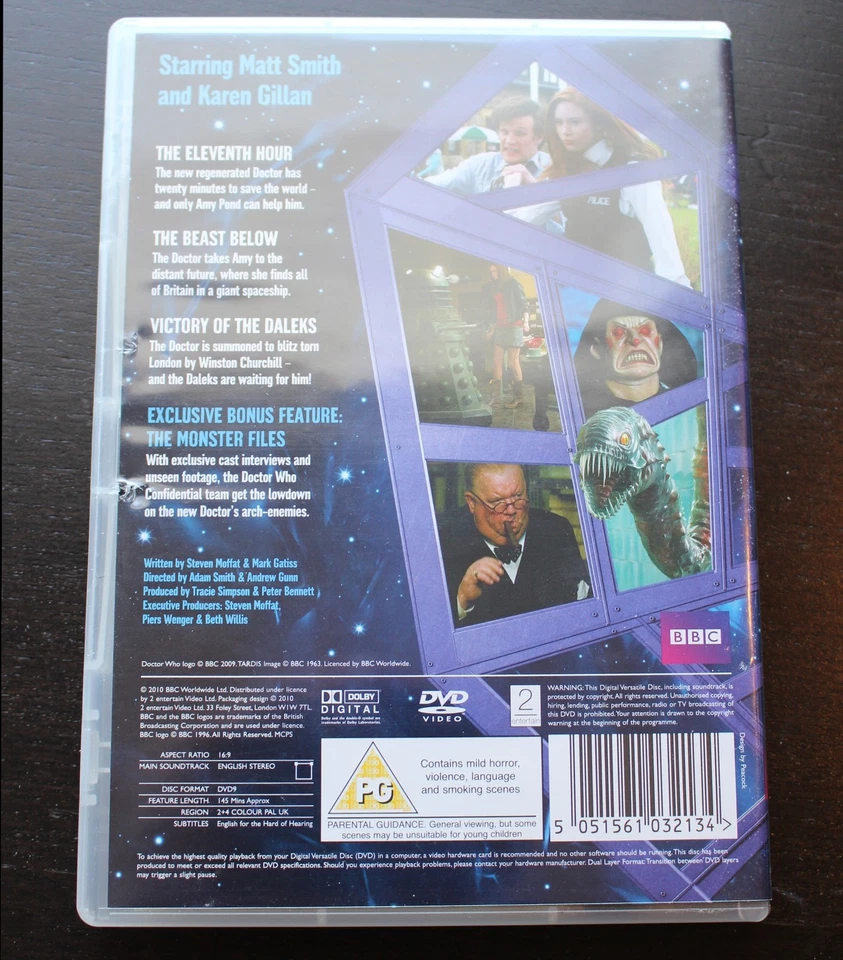 Starring Matt Smith
and Karen Gillan
THE ELEVENTH HOUR
The new regenerated Doctor has
twenty minutes to save the world –
and only Amy Pond can help him.
THE BEAST BELOW
The Doctor takes Amy to the
distant future, where she finds all
of Britain in a giant spaceship.
VICTORY OF THE DALEKS
The Doctor is summoned to blitz torn
London by Winston Churchill –
and the Daleks are waiting for him!
EXCLUSIVE BONUS FEATURE:
THE MONSTER FILES
With exclusive cast interviews and
unseen footage, the Doctor Who
Confidential team get the lowdown
on the new Doctor's arch-enemies.
Written by Steven Moffat & Mark Gatiss
Directed by Adam Smith & Andrew Gunn
Produced by Tracie Simpson & Peter Bennett
Executive Producers: Steven Moffat,
Piers Wenger & Beth Willis
POLICE
BBC
Doctor Who logo © BBC 2009. TARDIS Image © BBC 1963. Licenced by BBC Worldwide.
© 2010 BBC Worldwide Ltd. Distributed under licence
by 2 entertain Video Ltd. Packaging design © 2010
2 entertain Video Ltd. 33 Foley Street, London W1W 7TL.
BBC and the BBC logos are trademarks of the British
Broadcasting Corporation and are used under licence.
BBC logo © BBC 1996. All Rights Reserved. MCPS
DOLBY
DIGITAL
Dolby and the double-D symbol are
trademarks of Dolby Laboratories.
DVD
VIDEO
2
entertain
WARNING: This Digital Versatile Disc, including soundtrack, is
protected by copyright. All rights reserved. Unauthorised copying,
hiring, lending, public performance, radio or TV broadcasting of
this DVD is prohibited. Your attention is drawn to the copyright
warning at the beginning of the programme.
ASPECT RATIO 16:9
MAIN SOUNDTRACK ENGLISH STEREO
DISC FORMAT DVD9
FEATURE LENGTH 145 Mins Approx
REGION 2+4 COLOUR PAL UK
SUBTITLES English for the Hard of Hearing
PG
Contains mild horror,
violence, language
and smoking scenes
PARENTAL GUIDANCE. General viewing, but some
scenes may be unsuitable for young children
5 051561 032134 >
Design by Peacock
To achieve the highest quality playback from your Digital Versatile Disc (DVD) in a computer, a video hardware card is recommended and no other software should be running. This disc has been
produced to meet or exceed all relevant DVD specifications. Should you experience playback problems, please contact your hardware manufacturer. Dual Layer Format: Transition between DVD layers
may trigger a slight pause.